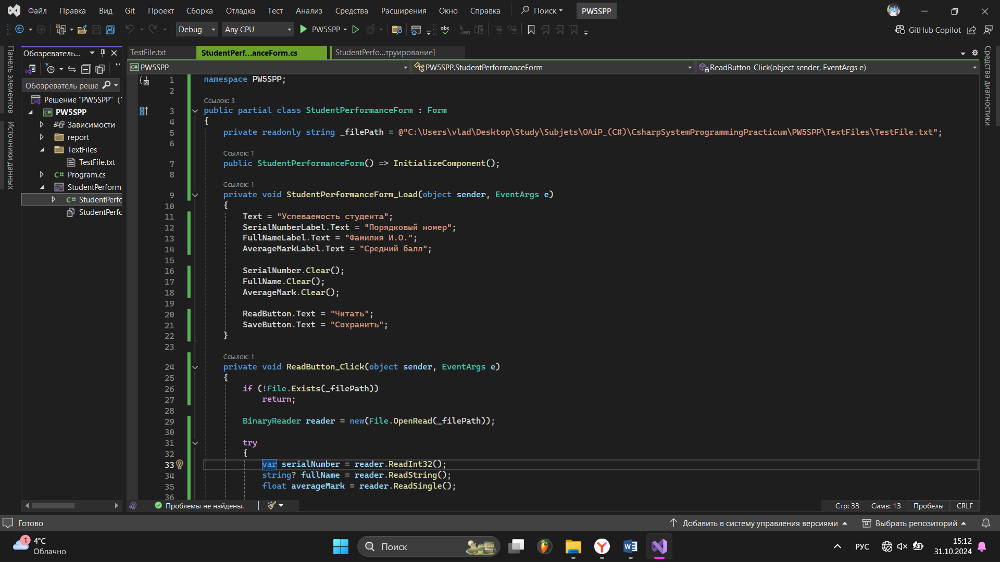 Файл Правка Вид Git Проект Сборка Отладка Тест Анализ Средства Расширения Окно Справка Поиск PW5SPP
Debug Any CPU PW5SPP abc GitHub Copilot
Панель элементов
Источники данных
Обозреватель...
Обозреватель реше
Решение "PW5SPP" (1
PW5SPP
Зависимости
report
TextFiles
TestFile.txt
Program.cs
StudentPerforma
StudentPerfo
StudentPerfo
TestFile.txt StudentPerf...anceForm.cs StudentPerfo...труирование]
PW5SPP PW5SPP.StudentPerformanceForm ReadButton_Click(object sender, EventArgs e)
1 namespace PW5SPP;
2
Ссылок: 3
3 public partial class StudentPerformanceForm : Form
4 {
5 private readonly string _filePath = @"C:\Users\vlad\Desktop\Study\Subjets\OAiP_(C#)\CsharpSystemProgrammingPracticum\PW5SPP\TextFiles\TestFile.txt";
6
Ссылок: 1
7 public StudentPerformanceForm() => InitializeComponent();
8
Ссылок: 1
9 private void StudentPerformanceForm_Load(object sender, EventArgs e)
10 {
11 Text = "Успеваемость студента";
12 SerialNumberLabel.Text = "Порядковый номер";
13 FullNameLabel.Text = "Фамилия И.О.";
14 AverageMarkLabel.Text = "Средний балл";
15
16 SerialNumber.Clear();
17 FullName.Clear();
18 AverageMark.Clear();
19
20 ReadButton.Text = "Читать";
21 SaveButton.Text = "Сохранить";
22 }
23
Ссылок: 1
24 private void ReadButton_Click(object sender, EventArgs e)
25 {
26 if (!File.Exists(_filePath))
27 return;
28
29 BinaryReader reader = new(File.OpenRead(_filePath));
30
31 try
32 {
33 var serialNumber = reader.ReadInt32();
34 string? fullName = reader.ReadString();
35 float averageMark = reader.ReadSingle();
36
Средства диагностики
Проблемы не найдены. Стр: 33 Симв: 13 Пробелы CRLF
Готово Добавить в систему управления версиями Выбрать репозиторий
1 4°C
Облачно
Поиск
РУС
15:12
31.10.2024